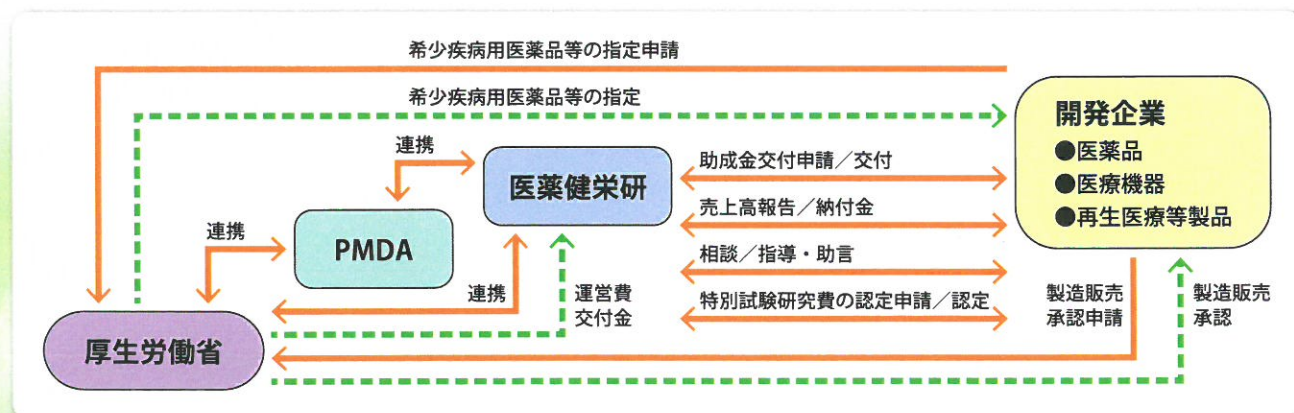 希少疾病用医薬品等の指定申請
希少疾病用医薬品等の指定
開発企業
●医薬品
●医療機器
●再生医療等製品
連携
医薬健栄研
助成金交付申請／交付
売上高報告／納付金
相談／指導・助言
特別試験研究費の認定申請／認定
連携
PMDA
連携
運営費
交付金
製造販売
承認申請
製造販売
承認
厚生労働省